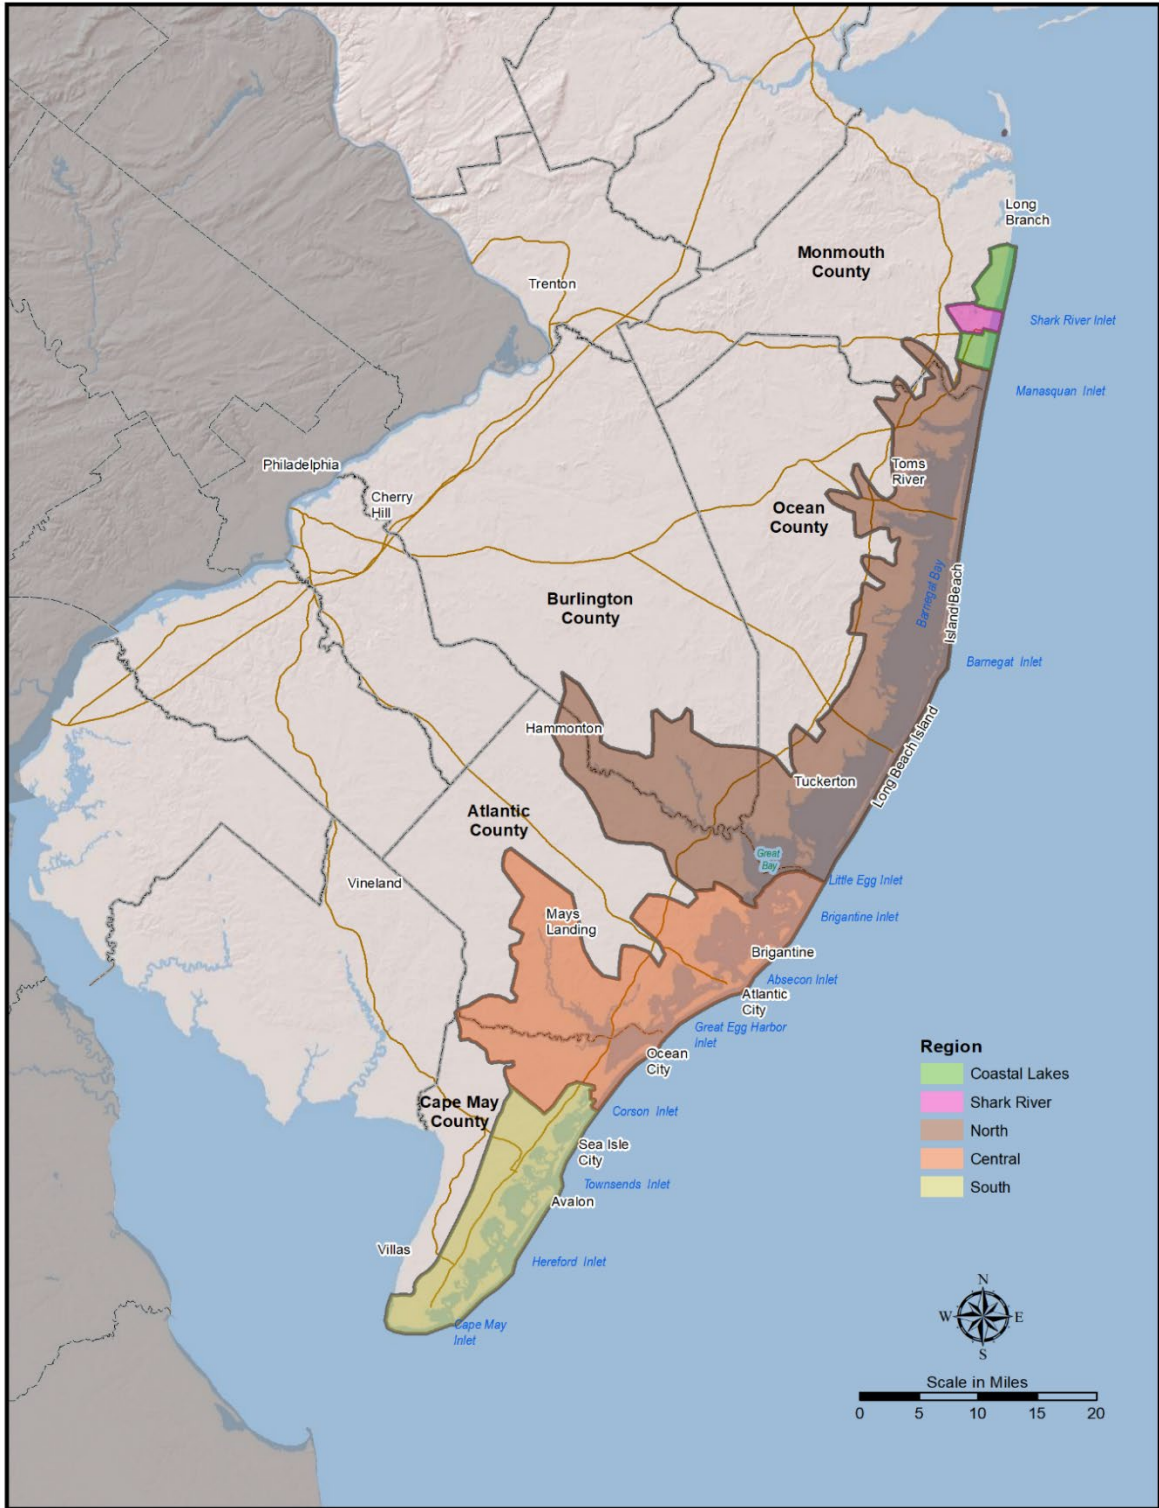 Long
Branch
Monmouth
County
Trenton
Shark River Inlet
Manasquan Inlet
Philadelphia
Toms
River
Cherry
Hill
Ocean
County
Barnegat Bay
Island Beach
Burlington
County
Barnegat Inlet
Hammonton
Long Beach Island
Tuckerton
Atlantic
County
Great
Bay
Vineland
Little Egg Inlet
Mays
Landing
Brigantine Inlet
Brigantine
Absecon Inlet
Atlantic
City
Great Egg Harbor
Inlet
Ocean
City
Cape May
County
Corson Inlet
Sea Isle
City
Townsends Inlet
Avalon
Villas
Hereford Inlet
Cape May
Inlet
Region
Coastal Lakes
Shark River
North
Central
South
N
W
E
S
Scale in Miles
0 5 10 15 20